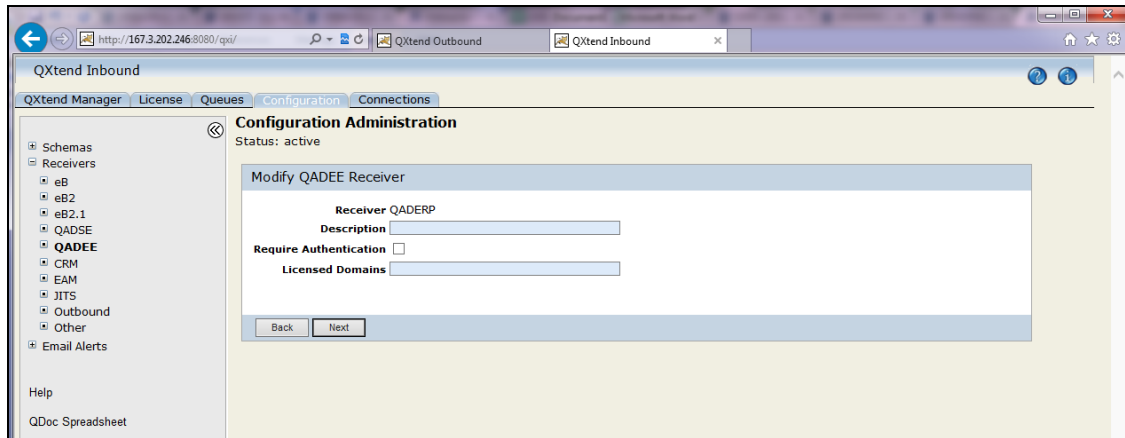 http://167.3.202.246:8080/qxi/
QXtend Outbound
QXtend Inbound
QXtend Inbound
QXtend Manager License Queues Configuration Connections
Configuration Administration
Status: active
Schemas
Receivers
eB
eB2
eB2.1
QADSE
QADEE
CRM
EAM
JITS
Outbound
Other
Email Alerts
Help
QDoc Spreadsheet
Modify QADEE Receiver
Receiver QADERP
Description
Require Authentication
Licensed Domains
Back Next